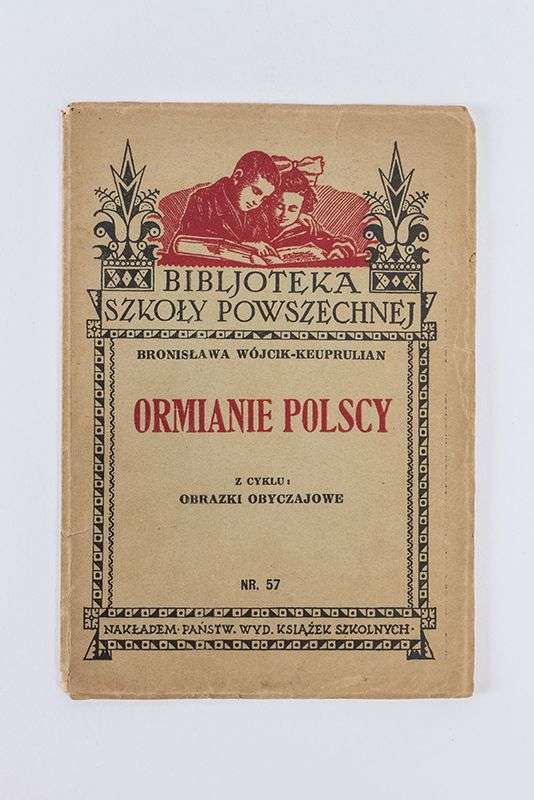 BIBLJOTEKA
SZKOŁY POWSZECHNEJ
BRONISŁAWA WÓJCIK-KEUPRULIAN
ORMIANIE POLSCY
Z CYKLU:
OBRAZKI OBYCZAJOWE
NR. 57
NAKŁADEM · PAŃSTW. WYD. KSIĄŻEK SZKOLNYCH ·